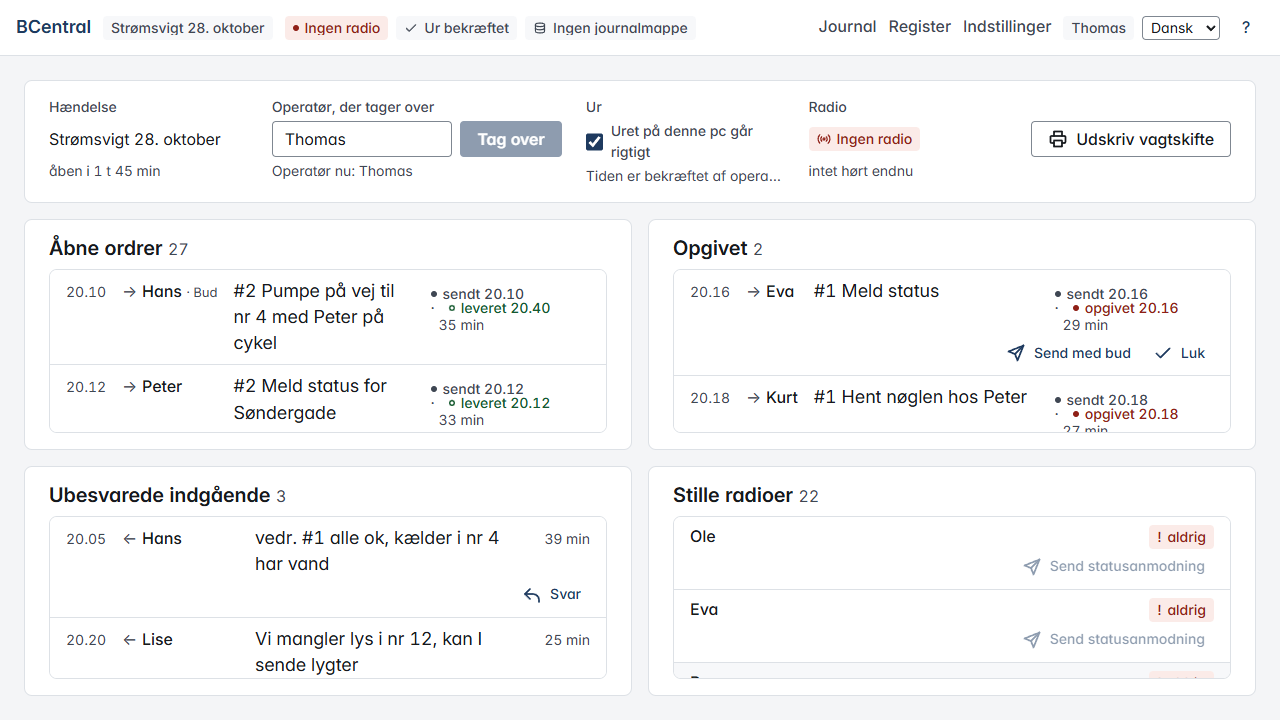 BCentral Strømsvigt 28. oktober Ingen radio Ur bekræftet Ingen journalmappe Journal Register Indstillinger Thomas Dansk ?
Hændelse
Strømsvigt 28. oktober
åben i 1 t 45 min
Operatør, der tager over
Thomas Tag over
Operatør nu: Thomas
Ur
Uret på denne pc går
rigtigt
Tiden er bekræftet af opera...
Radio
Ingen radio
intet hørt endnu
Udskriv vagtskifte
Åbne ordrer 27
20.10 → Hans · Bud #2 Pumpe på vej til
nr 4 med Peter på
cykel
• sendt 20.10
· leveret 20.40
35 min
20.12 → Peter #2 Meld status for
Søndergade
• sendt 20.12
· leveret 20.12
33 min
Opgivet 2
20.16 → Eva #1 Meld status
• sendt 20.16
· • opgivet 20.16
29 min
Send med bud Luk
20.18 → Kurt #1 Hent nøglen hos Peter
• sendt 20.18
· • opgivet 20.18
27 min
Ubesvarede indgående 3
20.05 ← Hans vedr. #1 alle ok, kælder i nr 4
har vand
39 min
Svar
20.20 ← Lise Vi mangler lys i nr 12, kan I
sende lygter
25 min
Stille radioer 22
Ole ! aldrig
Send statusanmodning
Eva ! aldrig
Send statusanmodning